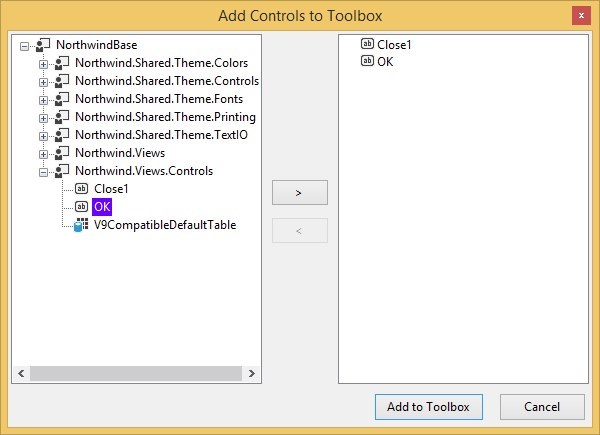 Add Controls to Toolbox
x
NorthwindBase
Northwind.Shared.Theme.Colors
Northwind.Shared.Theme.Controls
Northwind.Shared.Theme.Fonts
Northwind.Shared.Theme.Printing
Northwind.Shared.Theme.TextIO
Northwind.Views
Northwind.Views.Controls
ab Close1
ab OK
V9CompatibleDefaultTable
>
<
ab Close1
ab OK
Add to Toolbox
Cancel